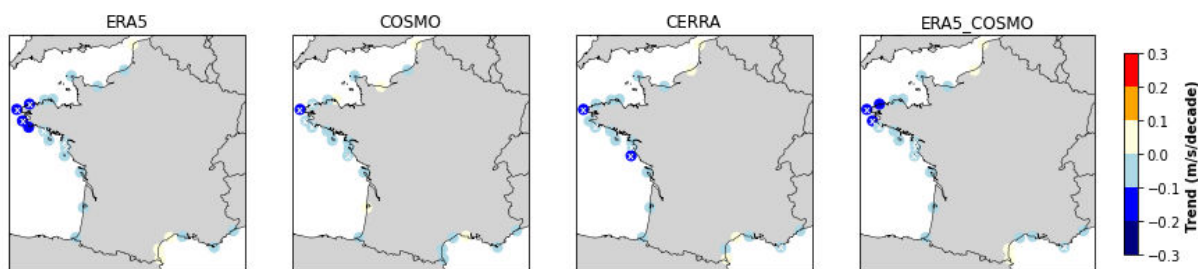 ERA5
COSMO
CERRA
ERA5_COSMO
0.3
0.2
0.1
0.0
−0.1
−0.2
−0.3
Trend (m/s/decade)